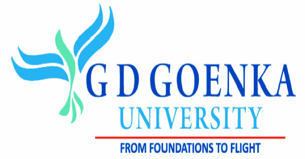 G D GOENKA
UNIVERSITY
FROM FOUNDATIONS TO FLIGHT